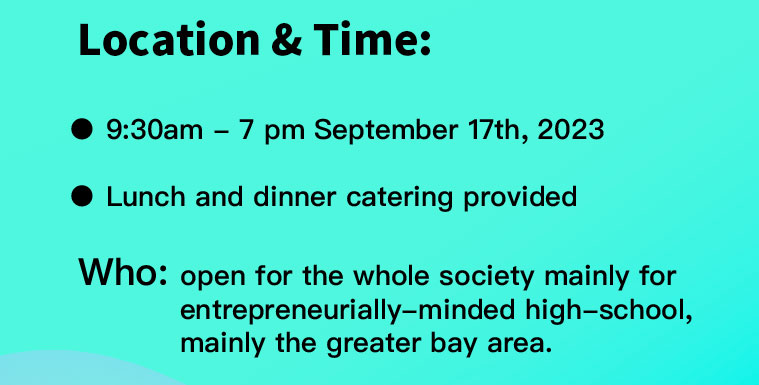 Location & Time:
● 9:30am – 7 pm September 17th, 2023
● Lunch and dinner catering provided
Who: open for the whole society mainly for
entrepreneurially–minded high–school,
mainly the greater bay area.